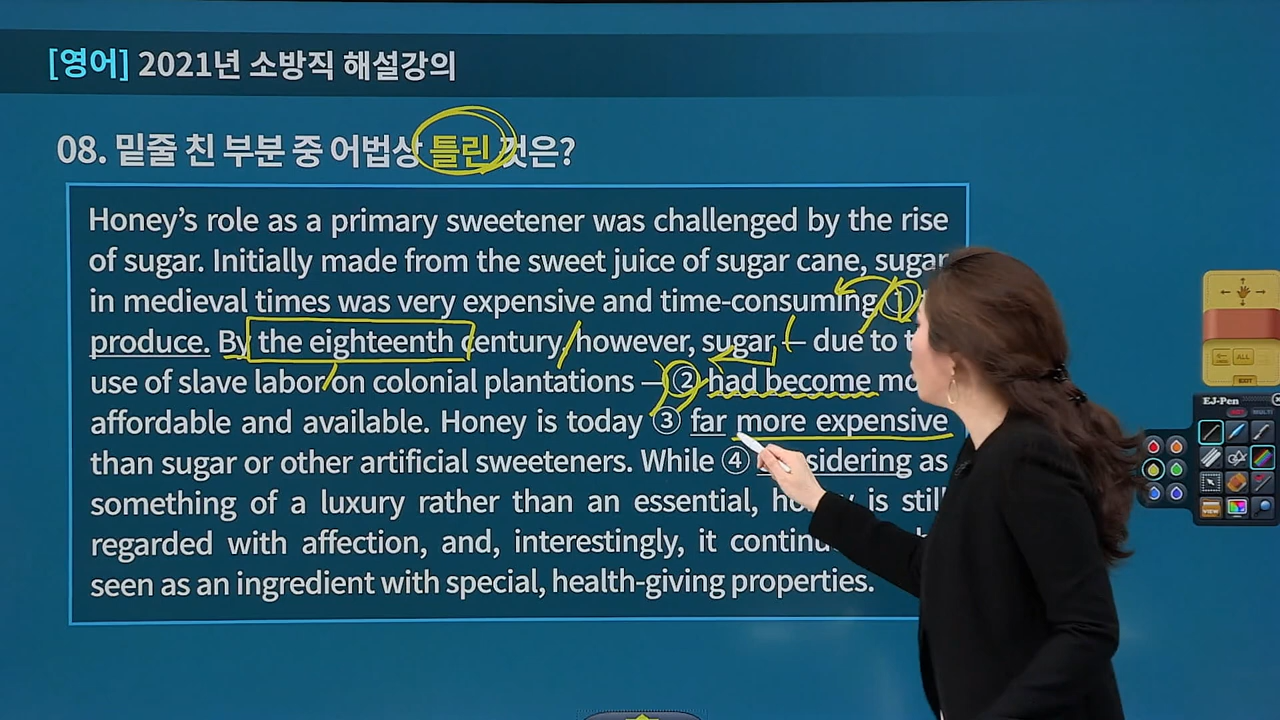 [영어] 2021년 소방직 해설강의
08. 밑줄 친 부분 중 어법상 틀린 것은?
Honey’s role as a primary sweetener was challenged by the rise
of sugar. Initially made from the sweet juice of sugar cane, sugar
in medieval times was very expensive and time-consuming ①
produce. By the eighteenth century, however, sugar — due to
use of slave labor on colonial plantations — ② had become
affordable and available. Honey is today ③ far more expensive
than sugar or other artificial sweeteners. While ④ as
something of a luxury rather than an essential, is still
regarded with affection, and, interestingly, it
seen as an ingredient with special, health-giving properties.
EJ-Pen
ALL
EXIT
VIEW